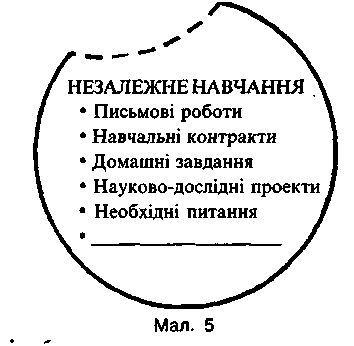 НЕЗАЛЕЖНЕ НАВЧАННЯ
• Письмові роботи
• Навчальні контракти
• Домашні завдання
• Науково-дослідні проекти
• Необхідні питання
•
Мал. 5